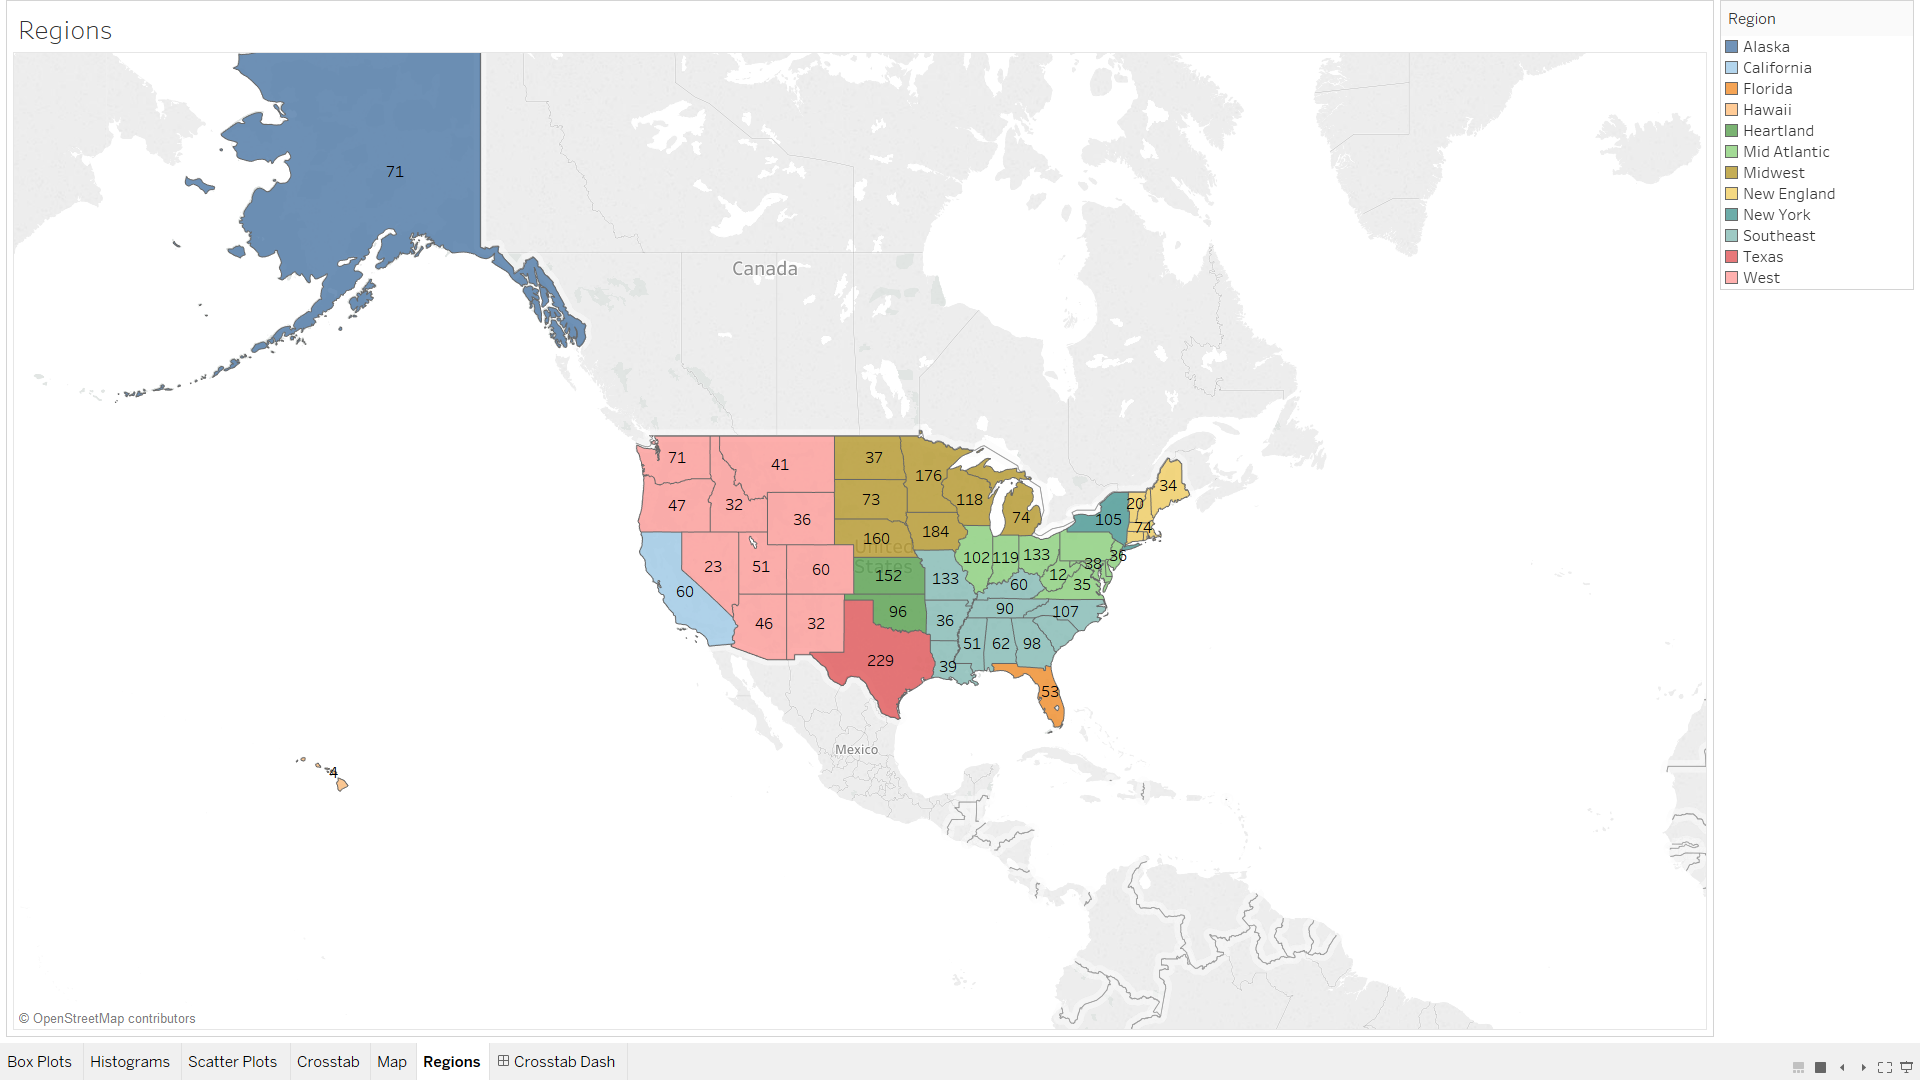 Regions
71
Canada
71
41
37
176
34
47
32
36
73
118
74
20
105
74
160
184
United
States
23
51
60
152
133
102
119
133
12
38
36
35
60
60
96
36
90
107
46
32
229
39
51
62
98
53
Mexico
4
© OpenStreetMap contributors
Region
Alaska
California
Florida
Hawaii
Heartland
Mid Atlantic
Midwest
New England
New York
Southeast
Texas
West
Box Plots Histograms Scatter Plots Crosstab Map Regions Crosstab Dash